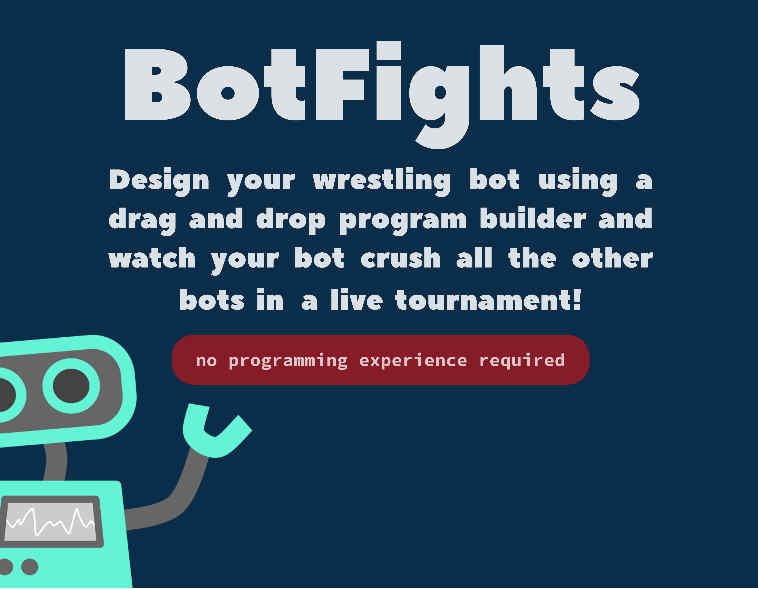 BotFights
Design your wrestling bot using a
drag and drop program builder and
watch your bot crush all the other
bots in a live tournament!
no programming experience required